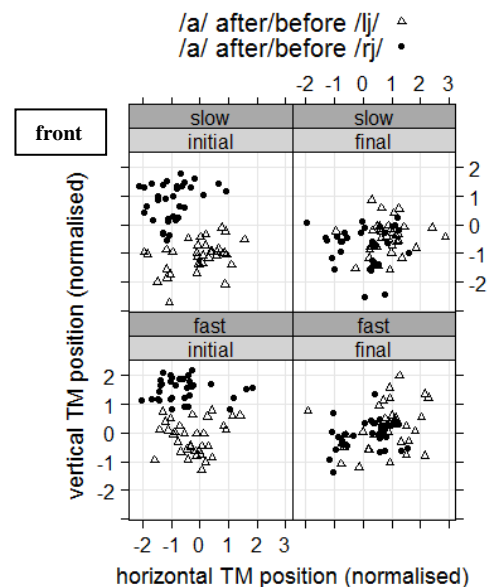 /a/ after/before /lj/ △
/a/ after/before /rj/ ●
-2 -1 0 1 2 3
front
slow slow
initial final
2
1
0
-1
-2
fast fast
initial final
2
1
0
-1
-2
-2 -1 0 1 2 3
vertical TM position (normalised)
horizontal TM position (normalised)